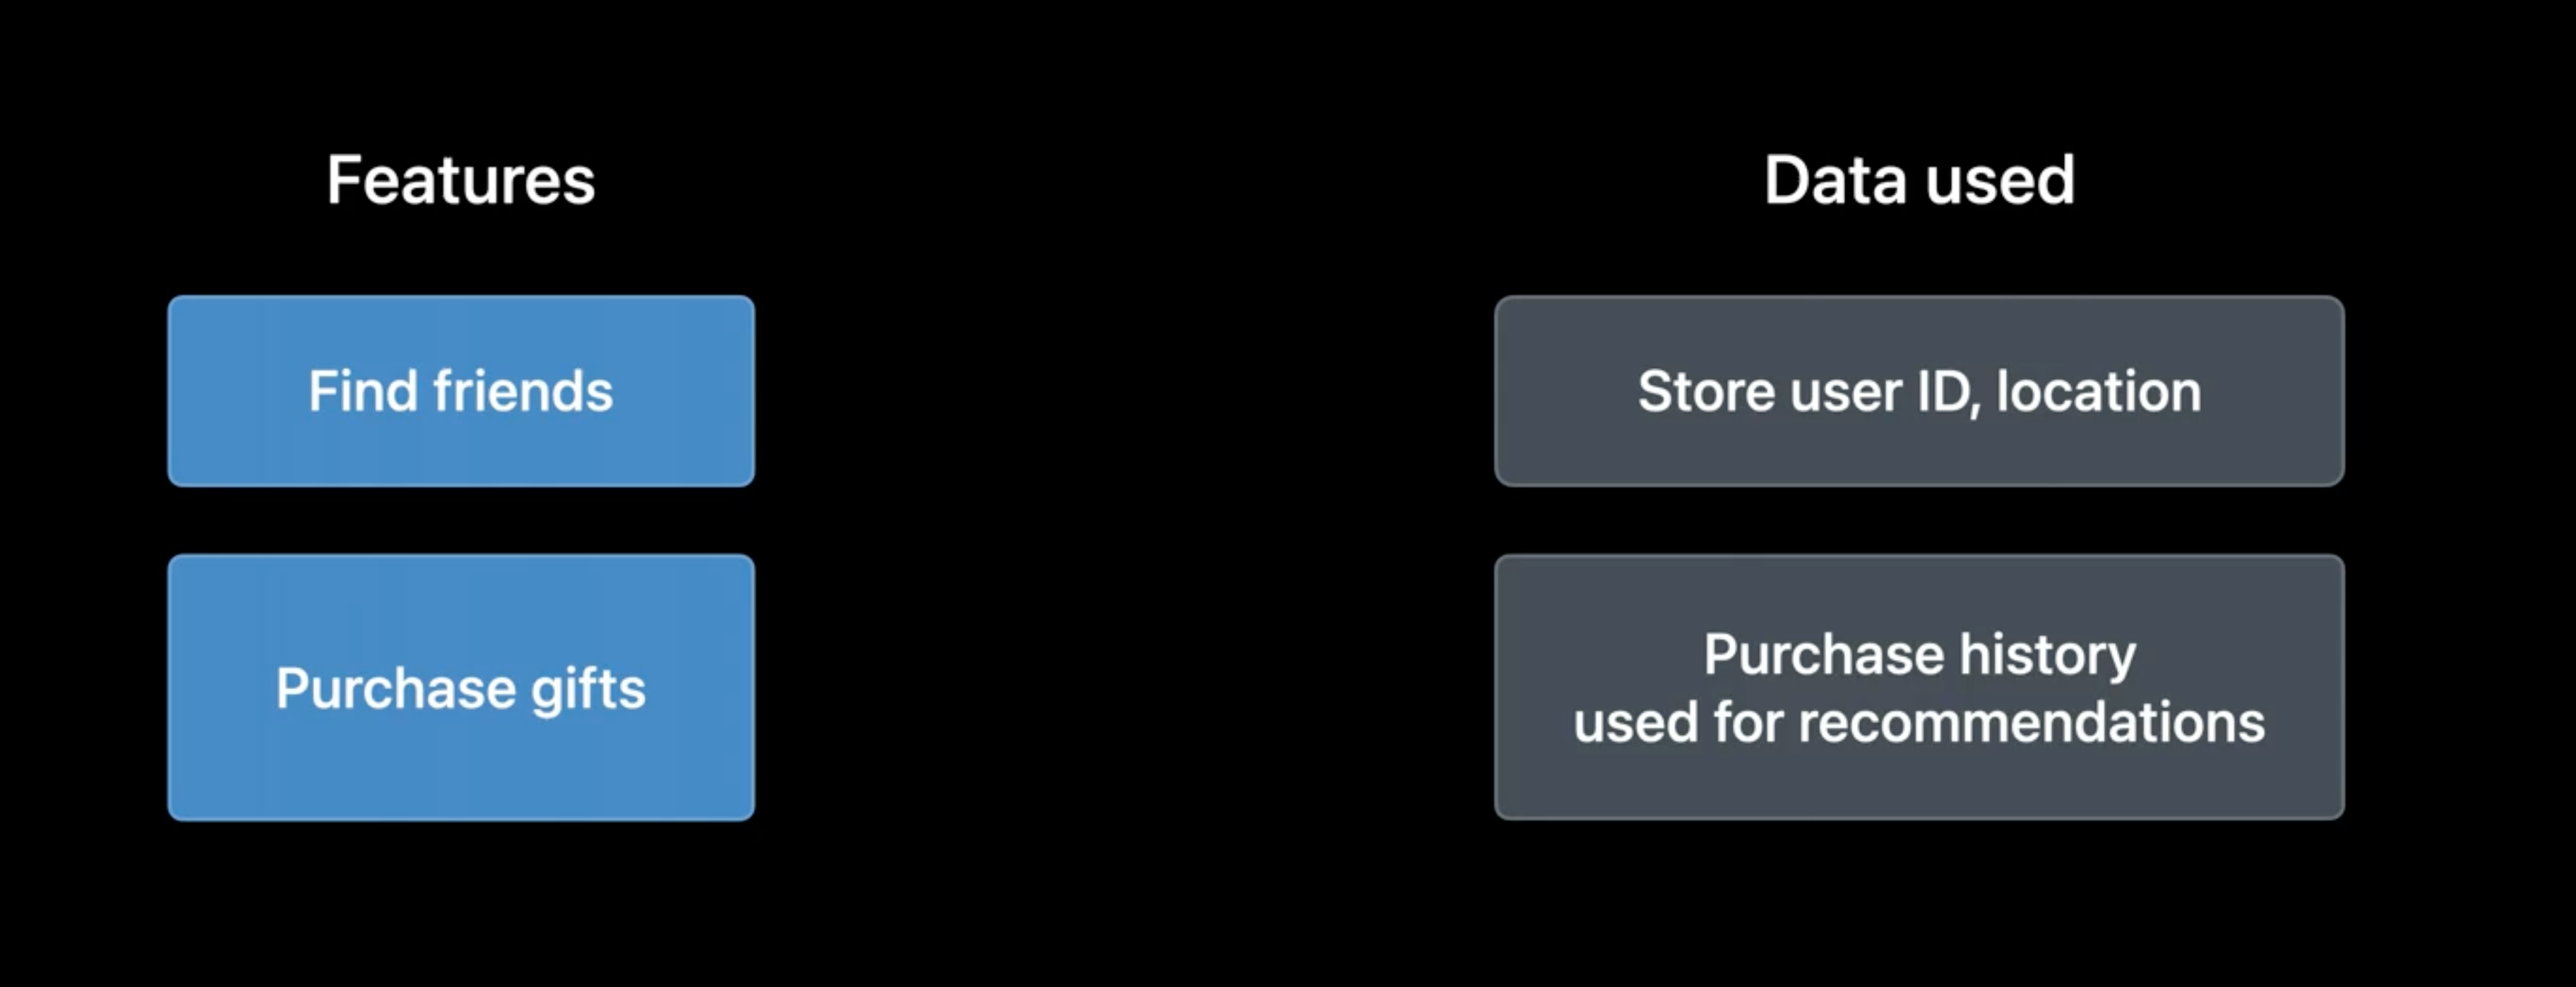 Features
Data used
Find friends
Store user ID, location
Purchase gifts
Purchase history
used for recommendations